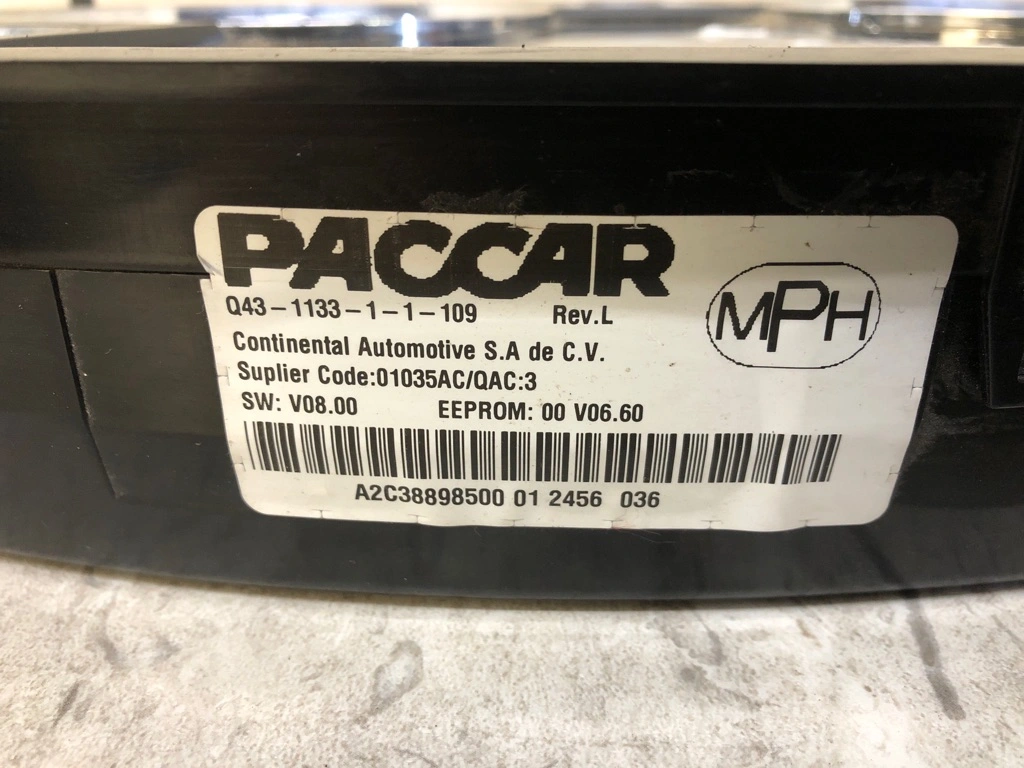 PACCAR
Q43-1133-1-1-109 Rev.L
MPH
Continental Automotive S.A de C.V.
Suplier Code:01035AC/QAC:3
SW: V08.00 EEPROM: 00 V06.60
A2C38898500 01 2456 036